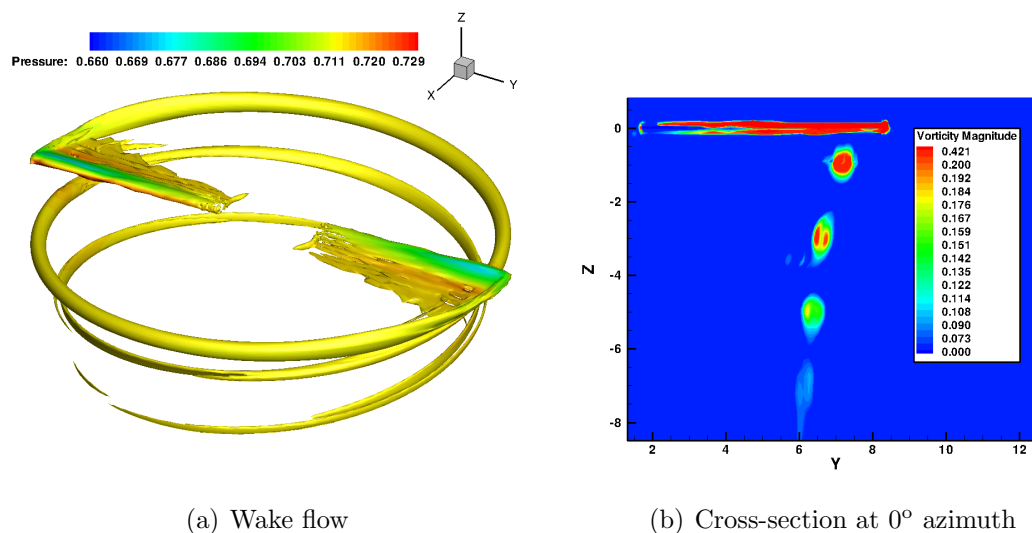 Pressure: 0.660 0.669 0.677 0.686 0.694 0.703 0.711 0.720 0.729
Z
Y
X
(a) Wake flow
Z
0
-2
-4
-6
-8
2 4 6 8 10 12
Y
Vorticity Magnitude
0.421
0.200
0.192
0.184
0.176
0.167
0.159
0.151
0.143
0.142
0.135
0.122
0.114
0.108
0.090
0.073
0.000
(b) Cross-section at 0º azimuth